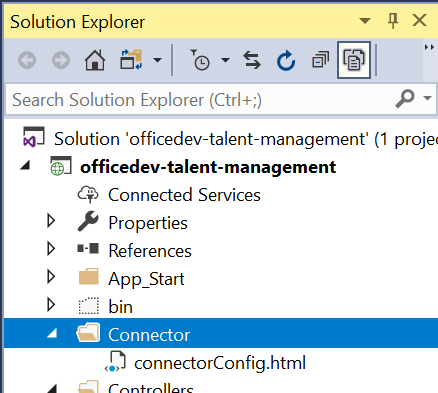 Solution Explorer
Search Solution Explorer (Ctrl+;)
Solution 'officedev-talent-management' (1 proje
officedev-talent-management
Connected Services
Properties
References
App_Start
bin
Connector
connectorConfig.html
Controllers